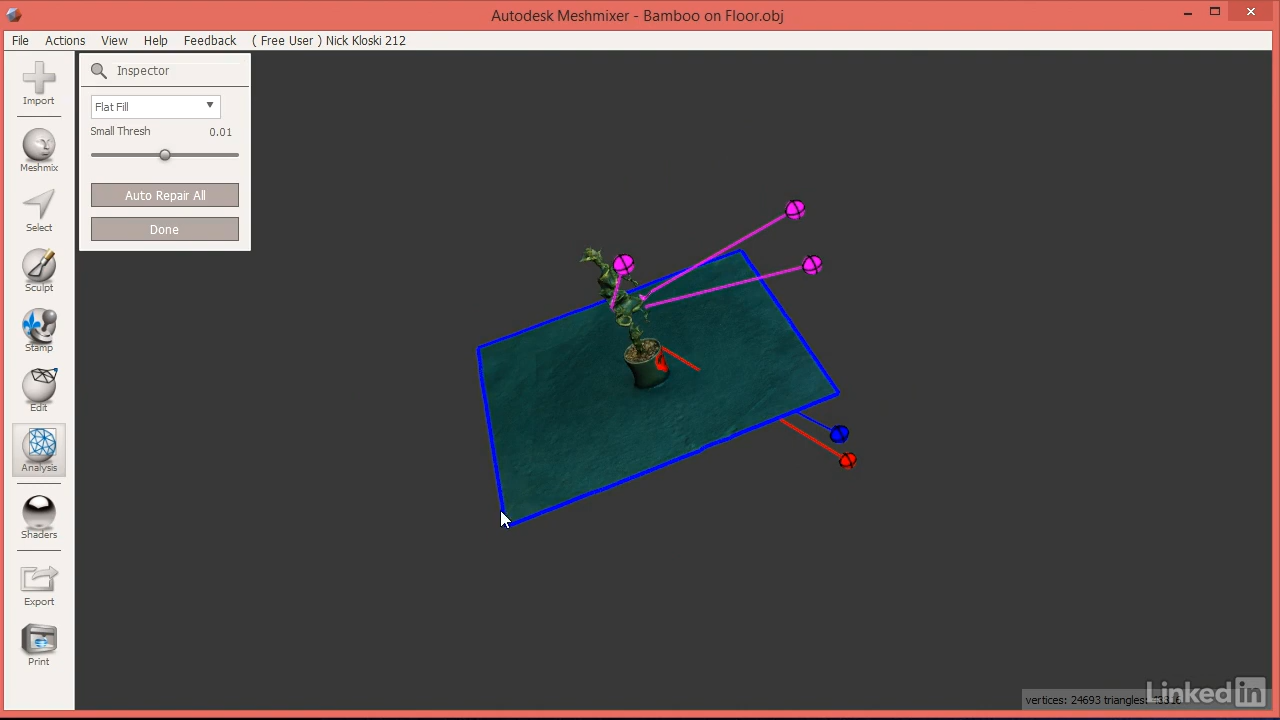 Autodesk Meshmixer - Bamboo on Floor.obj
File Actions View Help Feedback ( Free User ) Nick Kloski 212
Inspector
Flat Fill
Small Thresh 0.01
Auto Repair All
Done
Import
Meshmix
Select
Sculpt
Stamp
Edit
Analysis
Shaders
Export
Print
vertices: 24693 triangles:
LinkedIn